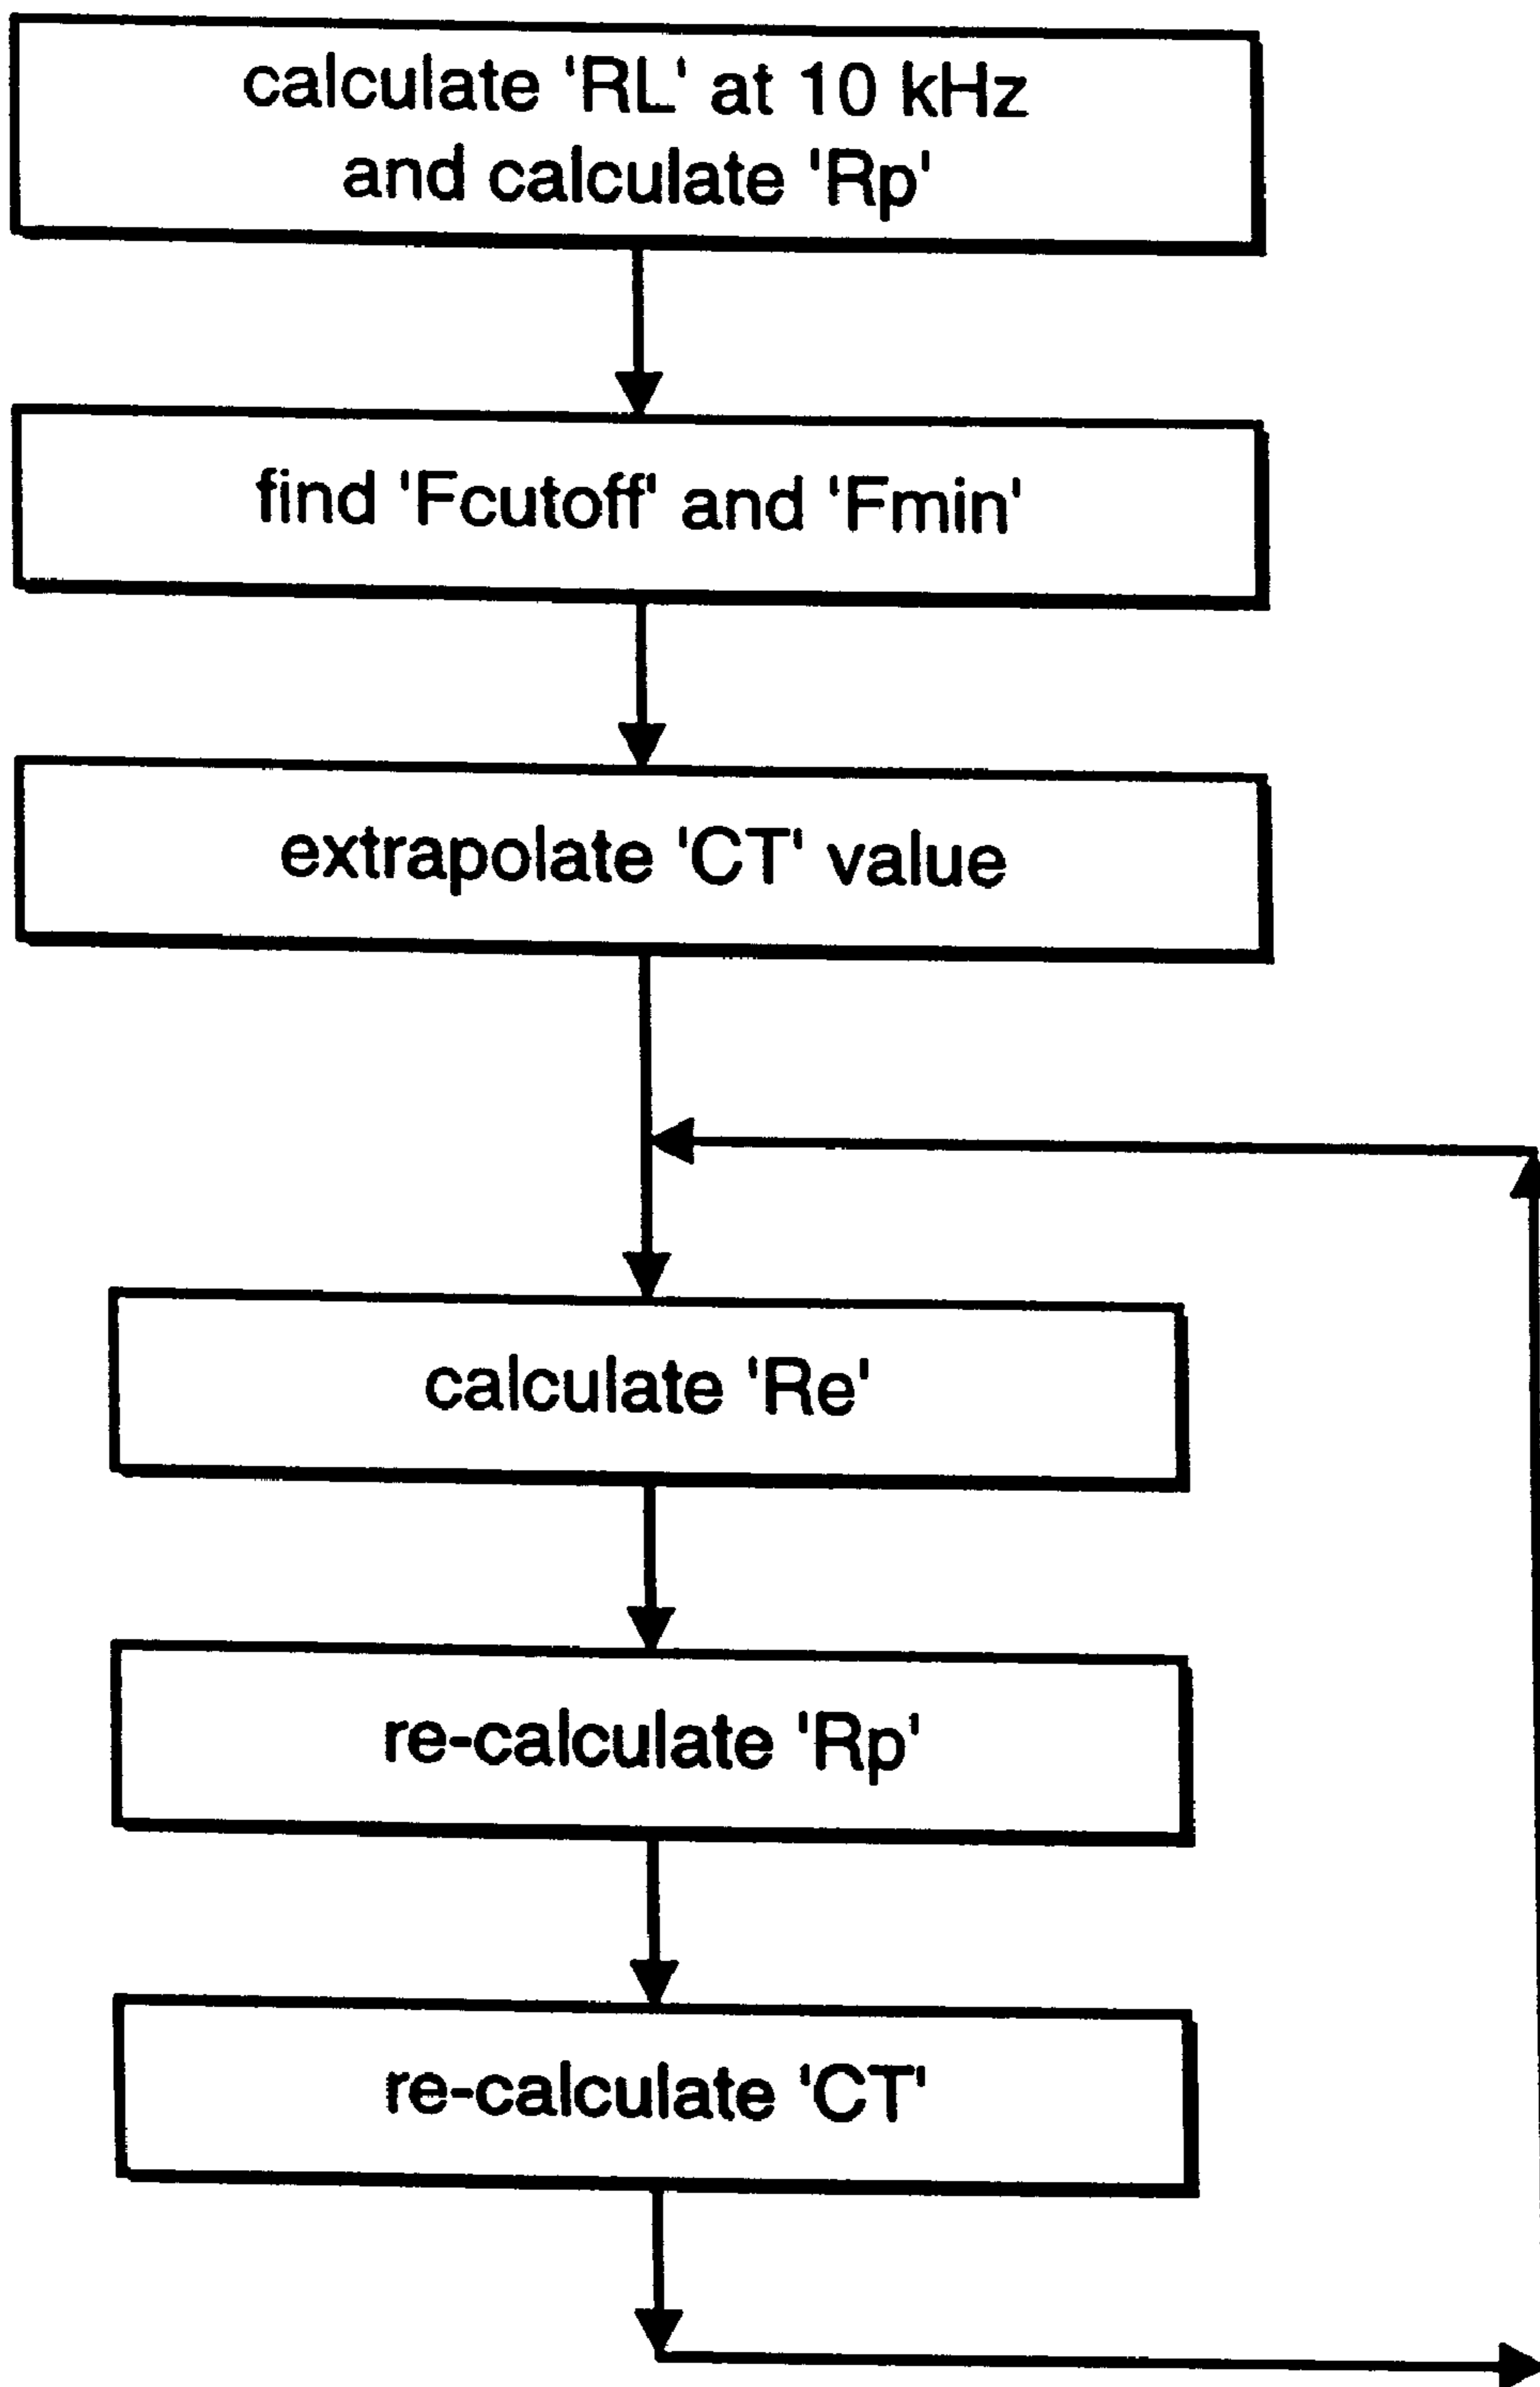 calculate 'RL' at 10 kHz
and calculate 'Rp'
find 'Fcutoff' and 'Fmin'
extrapolate 'CT' value
calculate 'Re'
re-calculate 'Rp'
re-calculate 'CT'